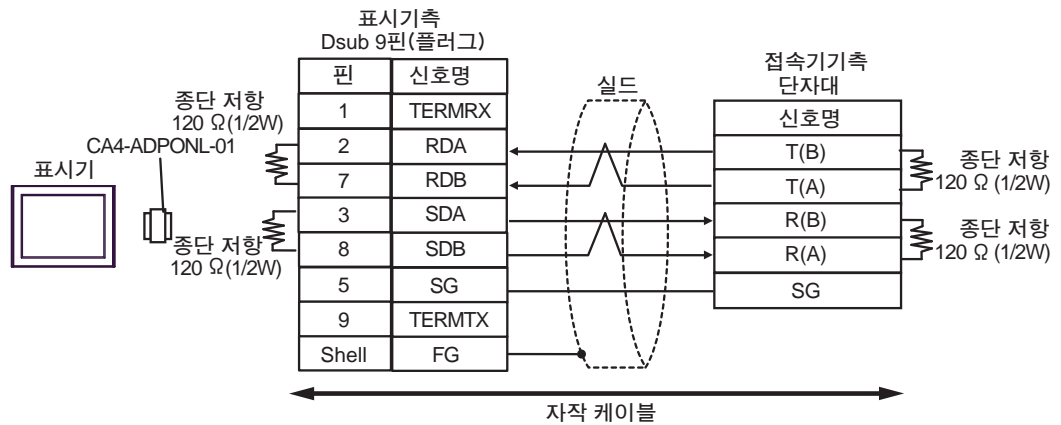 표시기측
Dsub 9핀(플러그)
핀 신호명
1 TERMRX
2 RDA
7 RDB
3 SDA
8 SDB
5 SG
9 TERMTX
Shell FG
종단 저항
120 Ω(1/2W)
CA4-ADPONL-01
표시기
종단 저항
120 Ω(1/2W)
실드
접속기기측
단자대
신호명
T(B)
T(A)
R(B)
R(A)
SG
종단 저항
120 Ω (1/2W)
종단 저항
120 Ω (1/2W)
자작 케이블